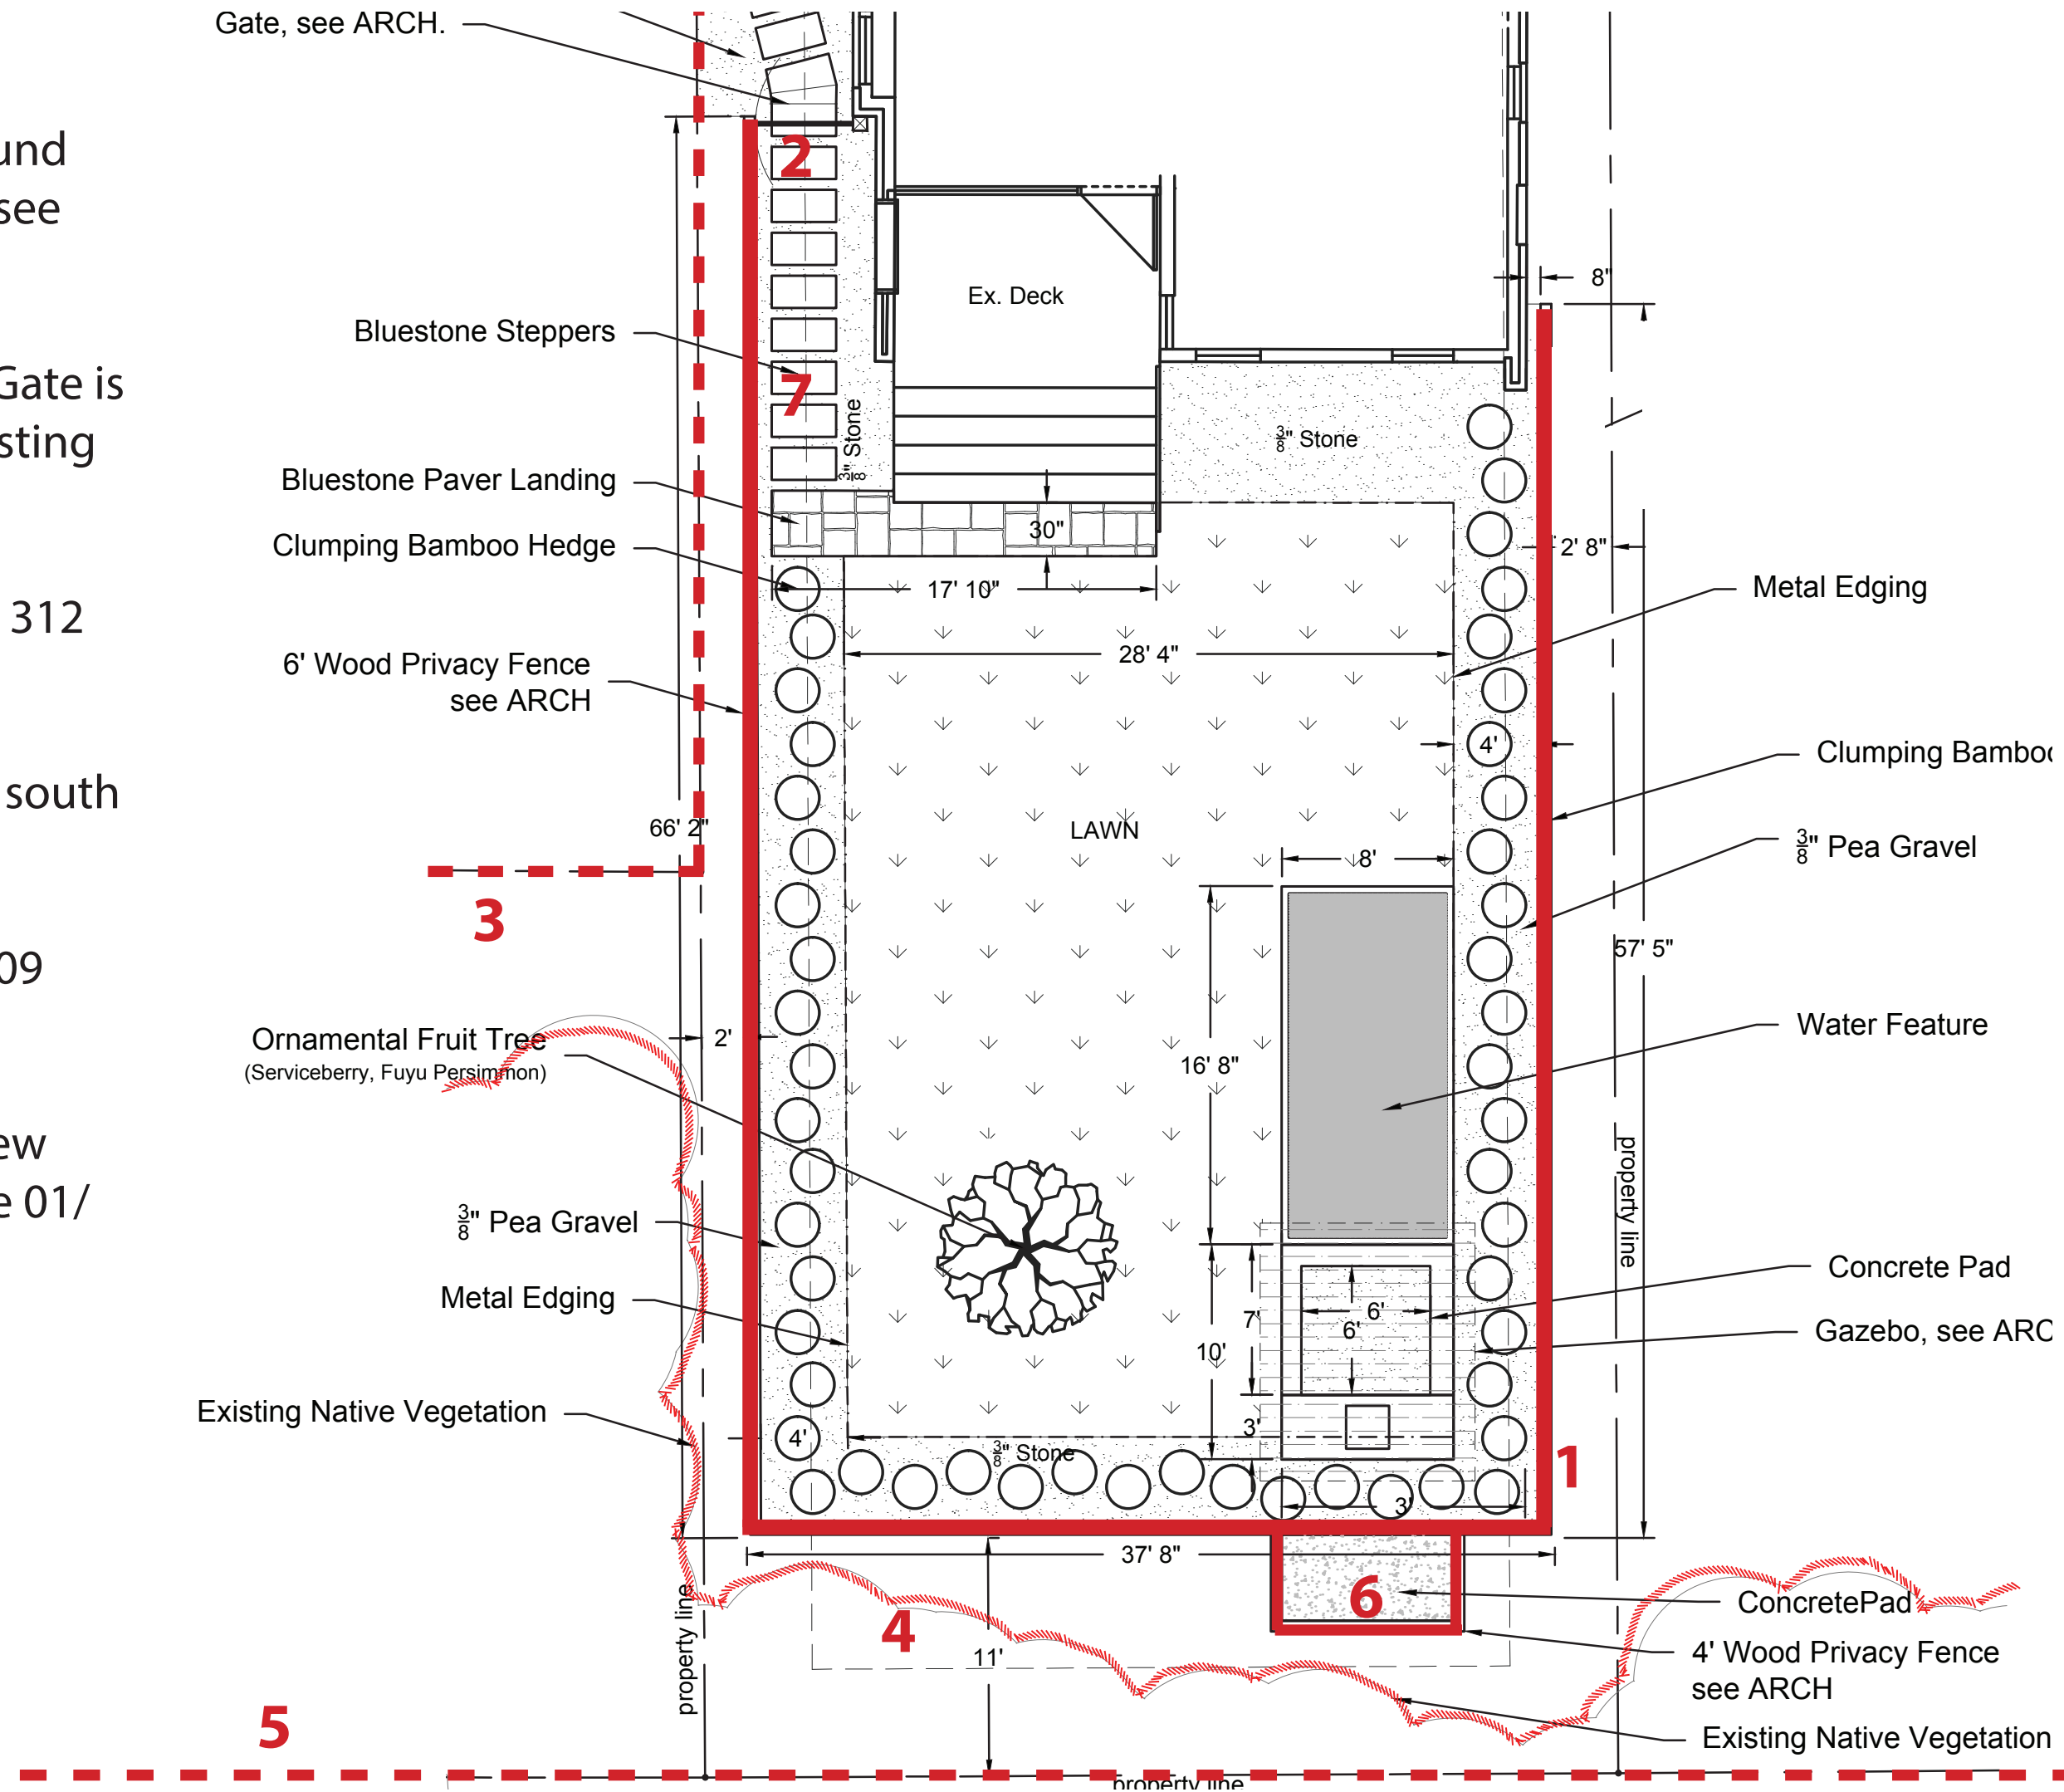 Gate, see ARCH.
und
see
Gate is
sting
312
south
09
ew
e 01/
2
Bluestone Steppers
7
Bluestone Paver Landing
Clumping Bamboo Hedge
6' Wood Privacy Fence
see ARCH
66' 2"
3
Ornamental Fruit Tree
(Serviceberry, Fuyu Persimmon)
2'
3/8" Pea Gravel
Metal Edging
Existing Native Vegetation
4'
property line
5
Ex. Deck
3/8" Stone
3/8" Stone
30"
17' 10"
28' 4"
LAWN
8'
16' 8"
7'
10'
6'
6'
3'
3/8" Stone
3'
37' 8"
4
11'
6
property line
8"
2' 8"
Metal Edging
4'
Clumping Bamboo
3/8" Pea Gravel
57' 5"
Water Feature
property line
Concrete Pad
Gazebo, see ARC
1
ConcretePad
4' Wood Privacy Fence
see ARCH
Existing Native Vegetation